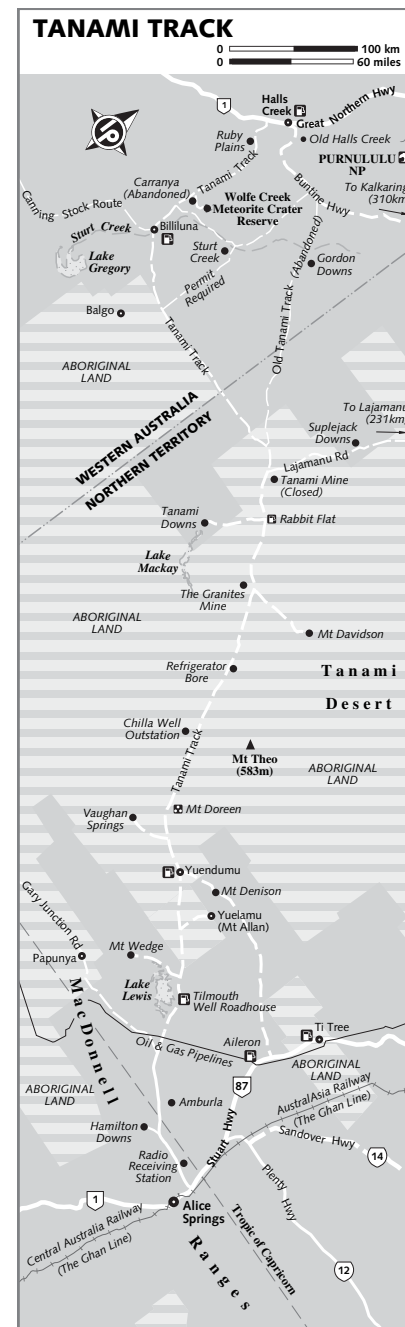 TANAMI TRACK
0 100 km
0 60 miles
1
Halls
Creek
Great Northern Hwy
Ruby
Plains
Old Halls Creek
PURNULULU
NP
Tanami Track
Carranya
(Abandoned)
Wolfe Creek
Meteorite Crater
Reserve
Buntine Hwy
To Kalkaring
(310km
Canning Stock Route
Sturt Creek
Billiluna
Sturt
Creek
Lake
Gregory
Permit
Required
Gordon
Downs
Old Tanami Track (Abandoned)
Balgo
Tanami Track
ABORIGINAL
LAND
WESTERN AUSTRALIA
NORTHERN TERRITORY
To Lajamanu
(231km)
Suplejack
Downs
Lajamanu Rd
Tanami Mine
(Closed)
Tanami
Downs
Rabbit Flat
Lake
Mackay
The Granites
Mine
ABORIGINAL
LAND
Mt Davidson
Refrigerator
Bore
Tanami
Desert
Chilla Well
Outstation
Tanami Track
Mt Theo
(583m)
ABORIGINAL
LAND
Mt Doreen
Vaughan
Springs
Yuendumu
Mt Denison
Gary Junction Rd
Yuelamu
(Mt Allan)
Mt Wedge
Papunya
Lake
Lewis
Tilmouth
Well Roadhouse
MacDonnell
Oil & Gas Pipelines
Aileron
Ti Tree
ABORIGINAL
LAND
87
AustralAsia Railway
(The Ghan Line)
ABORIGINAL
LAND
Amburla
Hamilton
Downs
Stuart Hwy
Sandover Hwy
14
Radio
Receiving
Station
Plenty Hwy
1
Alice
Springs
Central Australia Railway
(The Ghan Line)
Tropic of Capricorn
12
Ranges